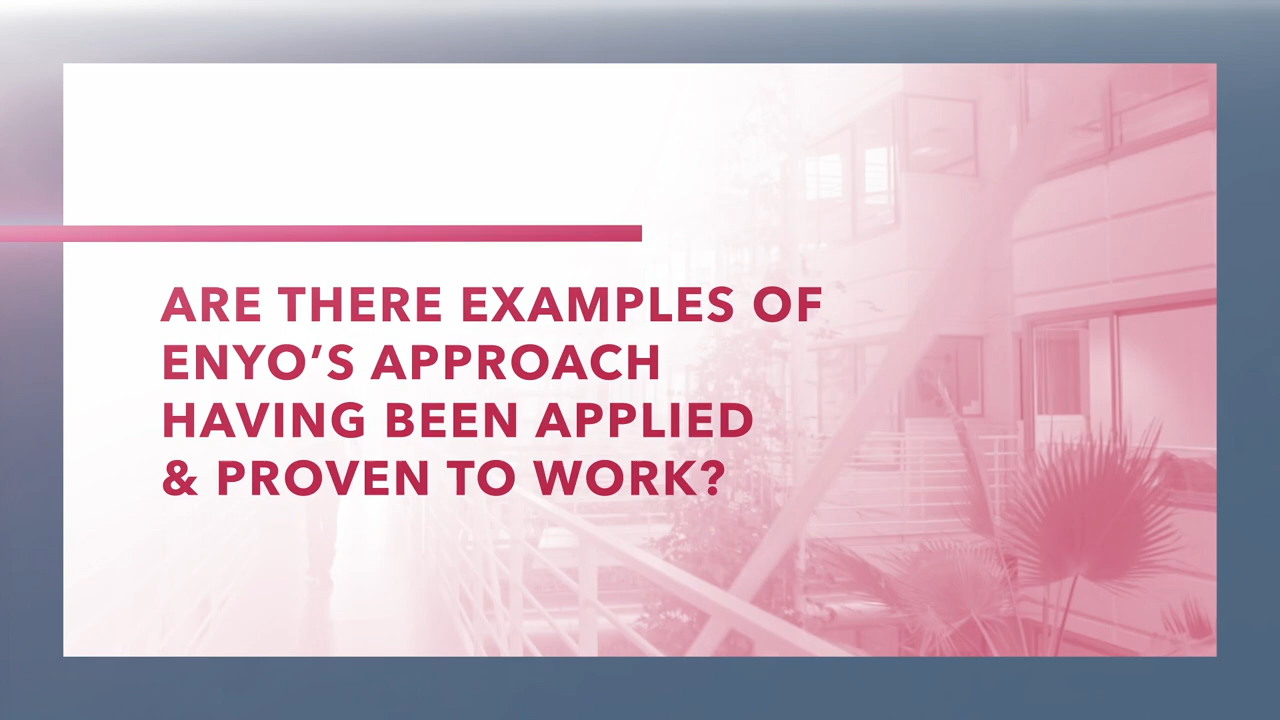 ARE THERE EXAMPLES OF
ENYO’S APPROACH
HAVING BEEN APPLIED
& PROVEN TO WORK?